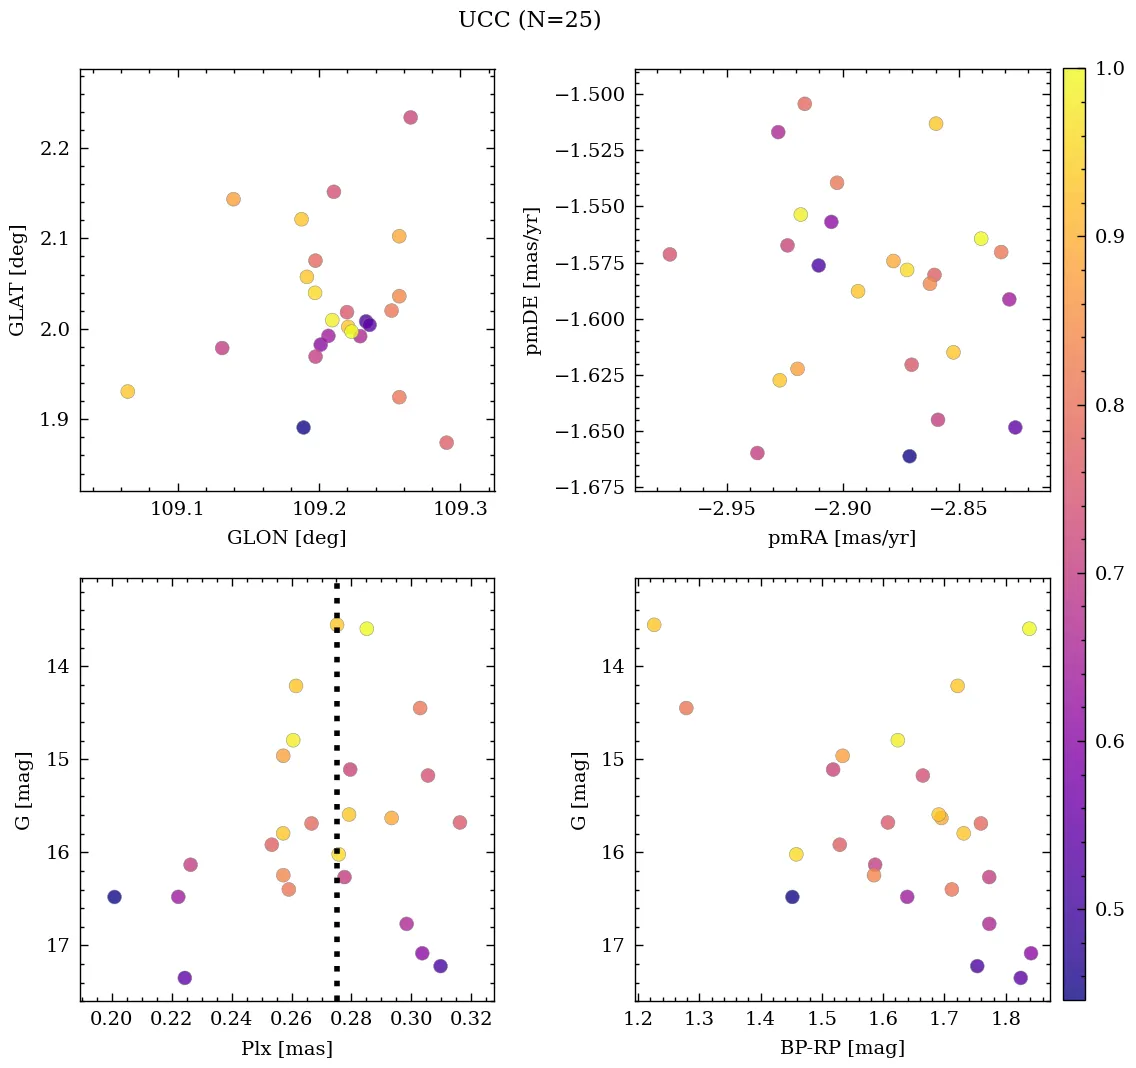 UCC (N=25)
2.2
2.1
2.0
1.9
GLAT [deg]
109.1 109.2 109.3
GLON [deg]
−1.500
−1.525
−1.550
−1.575
−1.600
−1.625
−1.650
−1.675
pmDE [mas/yr]
−2.95 −2.90 −2.85
pmRA [mas/yr]
14
15
16
17
G [mag]
0.20 0.22 0.24 0.26 0.28 0.30 0.32
Plx [mas]
14
15
16
17
G [mag]
1.2 1.3 1.4 1.5 1.6 1.7 1.8
BP-RP [mag]
1.0
0.9
0.8
0.7
0.6
0.5